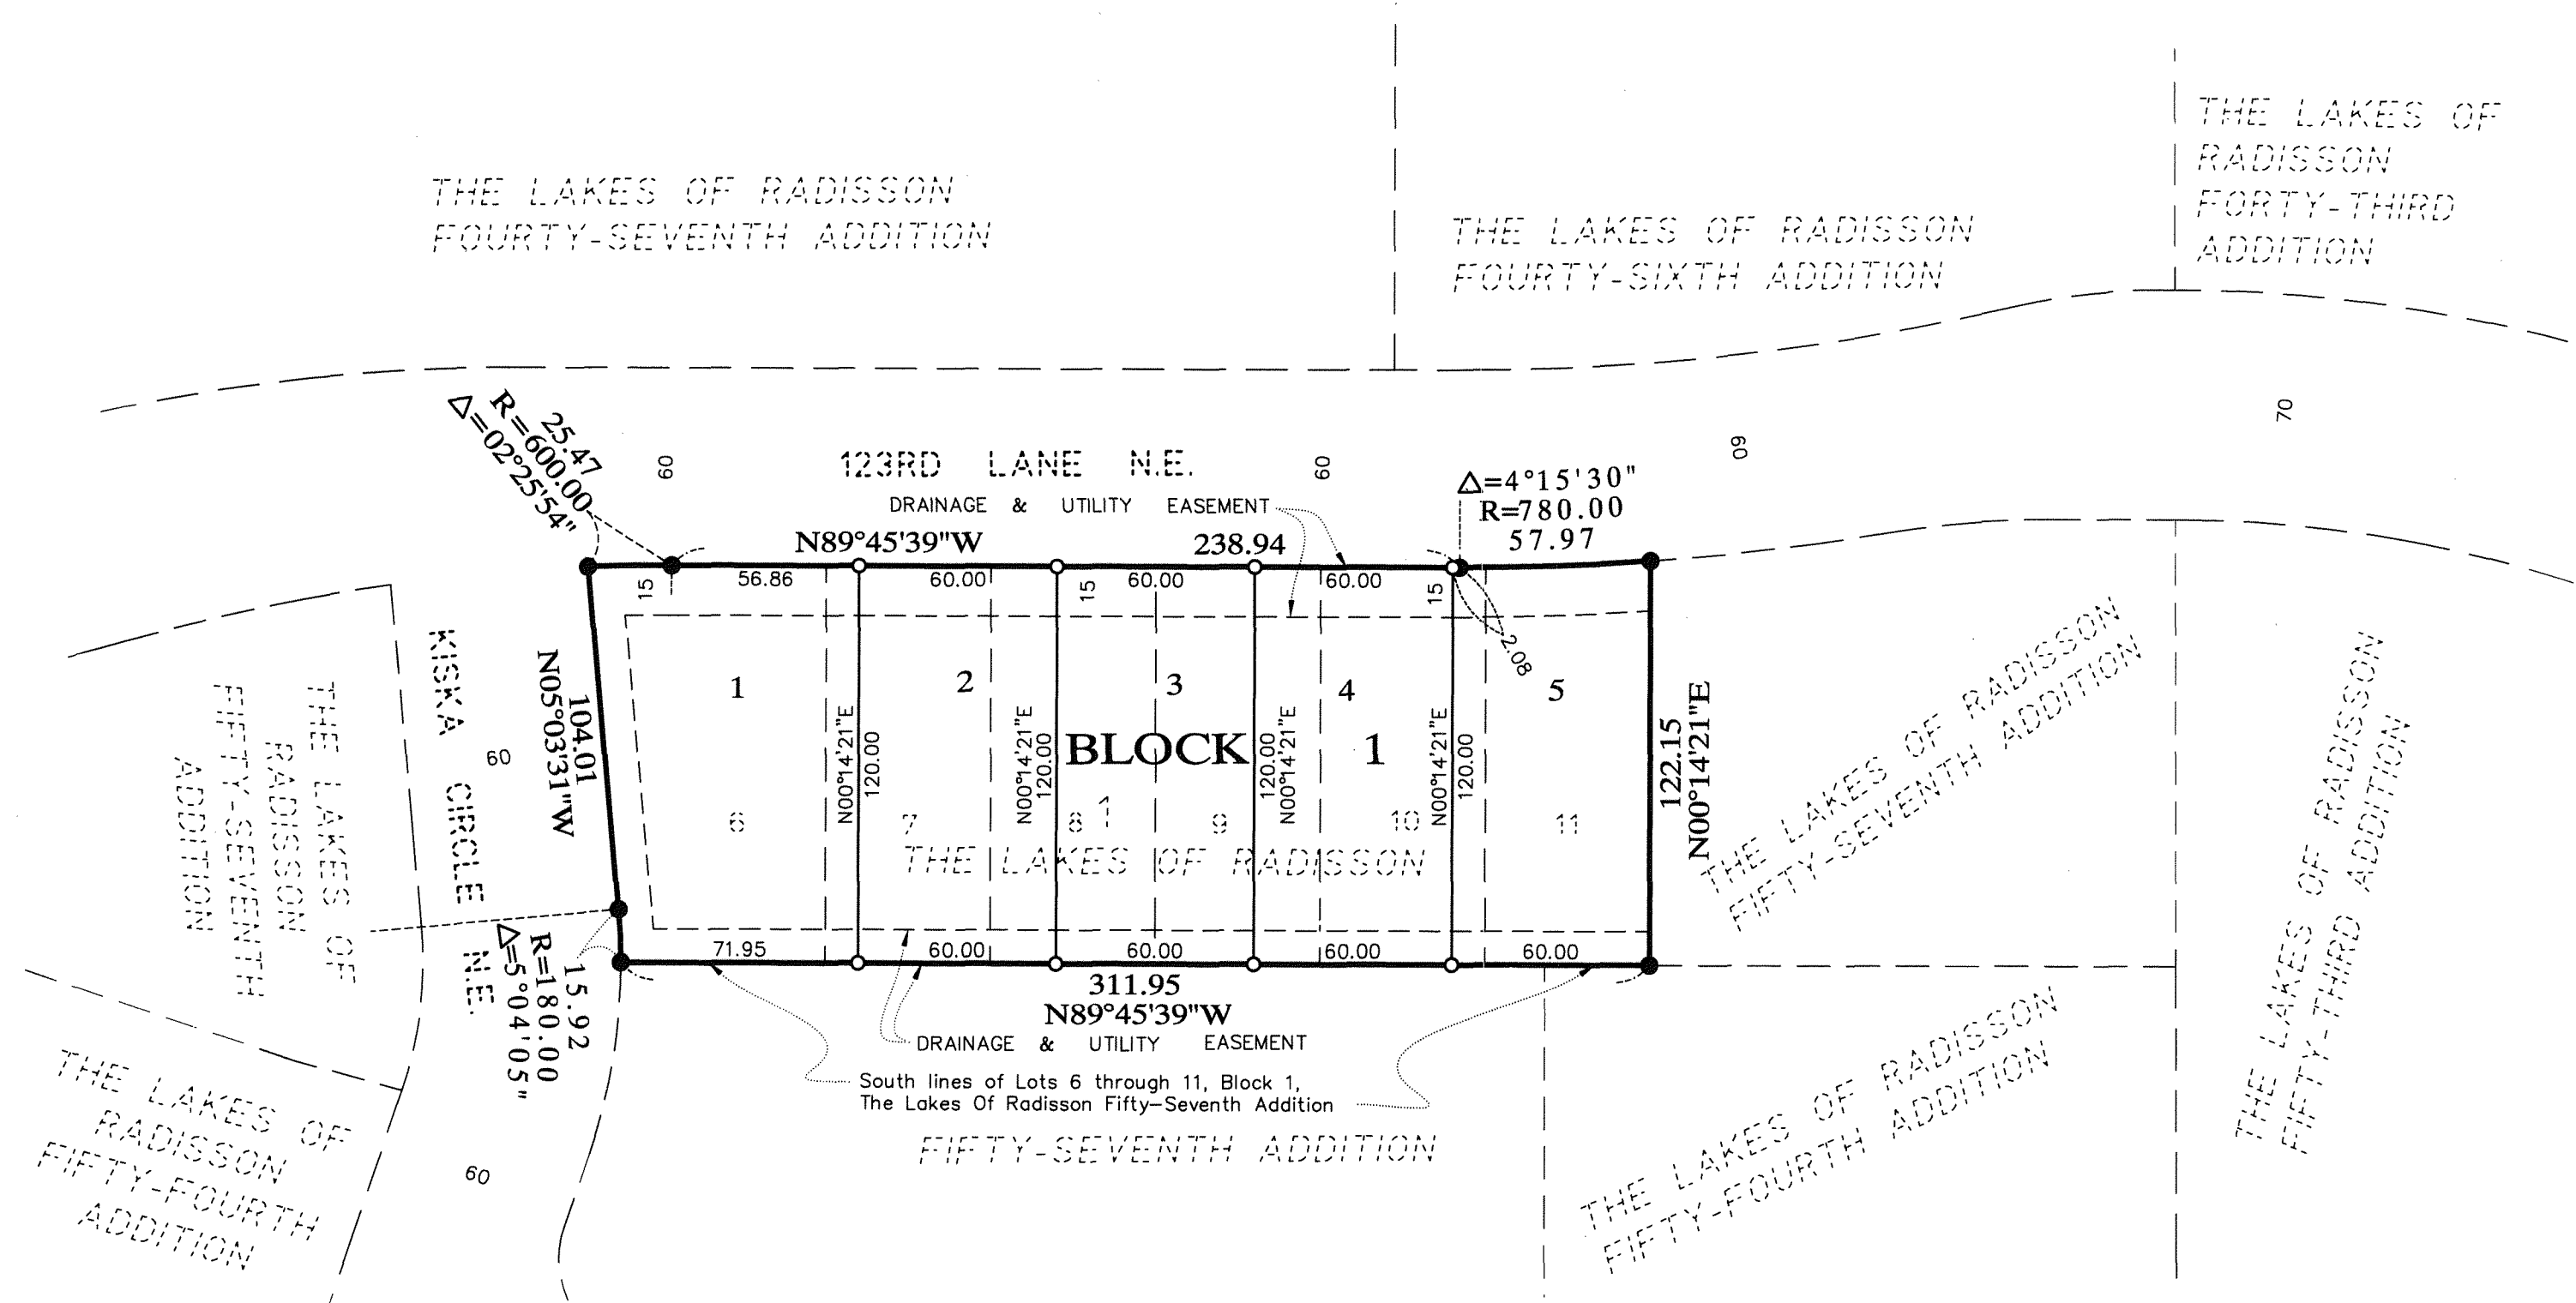 THE LAKES OF RADISSON
FOURTY-SEVENTH ADDITION
THE LAKES OF RADISSON
FOURTY-SIXTH ADDITION
THE LAKES OF
RADISSON
FORTY-THIRD
ADDITION
25.47
R=600.00
Δ=02°25'54"
60
123RD LANE N.E.
60
60
70
DRAINAGE & UTILITY EASEMENT
Δ=4°15'30"
R=780.00
57.97
N89°45'39"W
238.94
15
56.86
60.00
15
60.00
60.00
15
2.08
KISKA CIRCLE N.E.
60
104.01
N05°03'31"W
1
2
3
4
5
N00°14'21"E
120.00
N00°14'21"E
120.00
BLOCK 1
120.00
N00°14'21"E
N00°14'21"E
120.00
122.15
N00°14'21"E
6
7
8
1
9
10
11
THE LAKES OF RADISSON
THE LAKES OF
RADISSON
FIFTY-SEVENTH
ADDITION
THE LAKES OF RADISSON
FIFTY-SEVENTH ADDITION
THE LAKES OF RADISSON
FIFTY-THIRD ADDITION
71.95
60.00
60.00
60.00
60.00
15.92
R=180.00
Δ=5°04'05"
311.95
N89°45'39"W
DRAINAGE & UTILITY EASEMENT
South lines of Lots 6 through 11, Block 1,
The Lakes Of Radisson Fifty-Seventh Addition
FIFTY-SEVENTH ADDITION
THE LAKES OF
RADISSON
FIFTY-FOURTH
ADDITION
60
THE LAKES OF RADISSON
FIFTY-FOURTH ADDITION